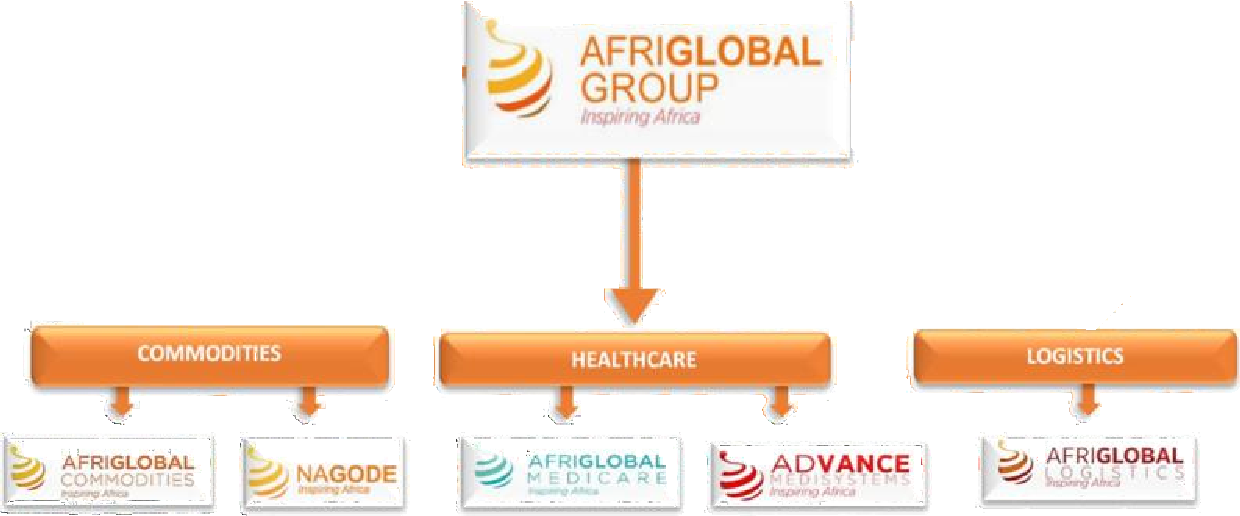 AFRIGLOBAL
GROUP
Inspiring Africa
COMMODITIES
HEALTHCARE
LOGISTICS
AFRIGLOBAL
COMMODITIES
Inspiring Africa
NAGODE
Inspiring Africa
AFRIGLOBAL
MEDICARE
Inspiring Africa
ADVANCE
MEDISYSTEMS
Inspiring Africa
AFRIGLOBAL
LOGISTICS
Inspiring Africa